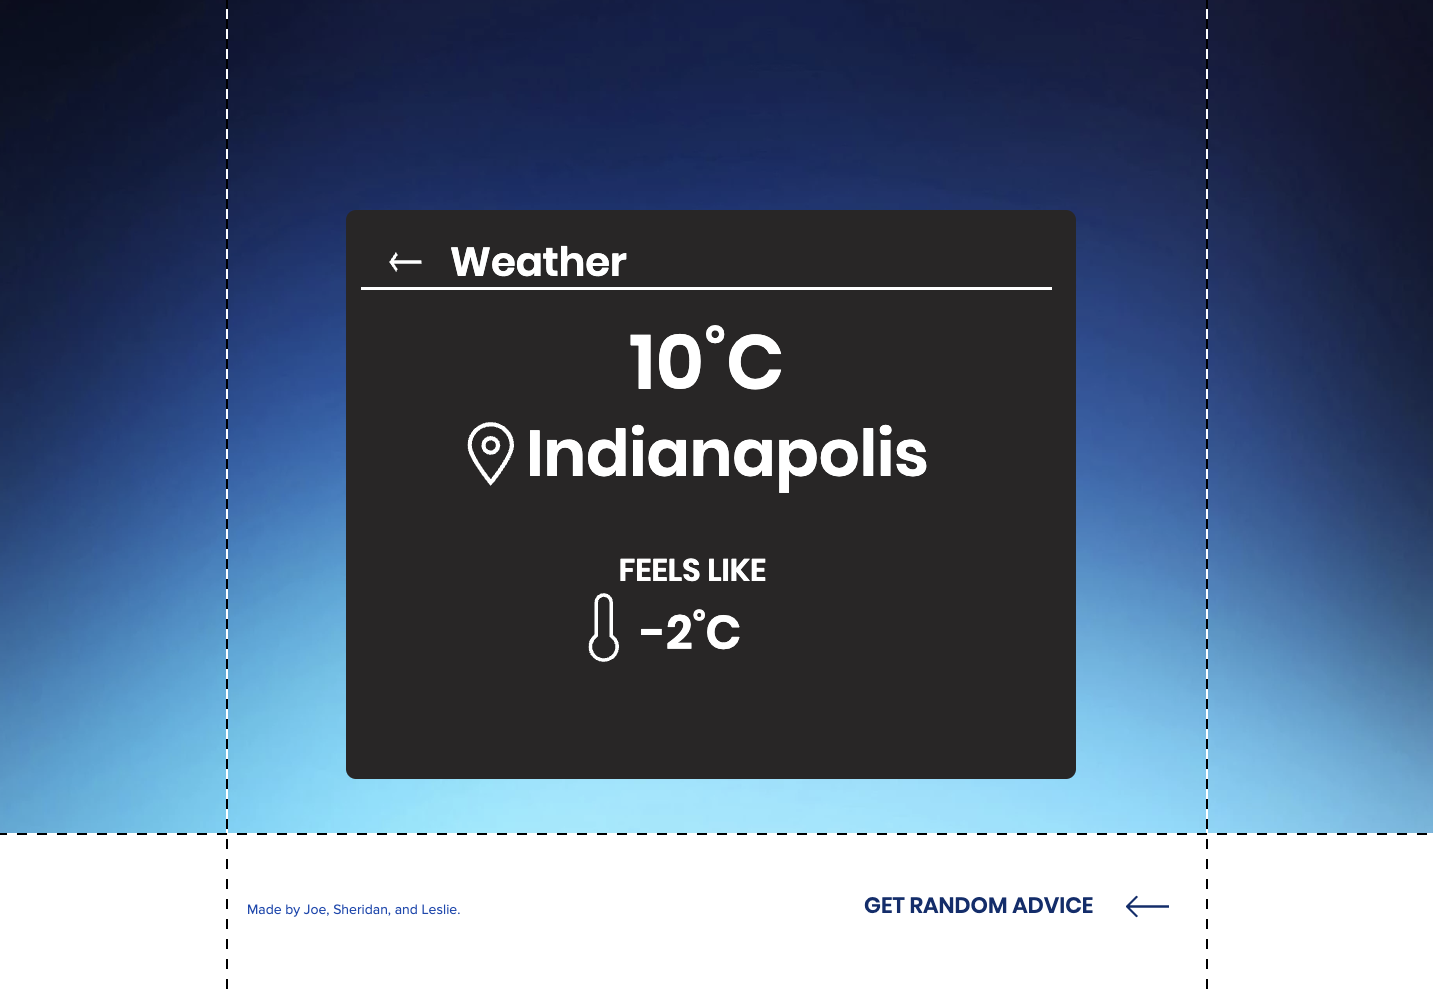 Weather
10°C
Indianapolis
FEELS LIKE
-2°C
Made by Joe, Sheridan, and Leslie.
GET RANDOM ADVICE